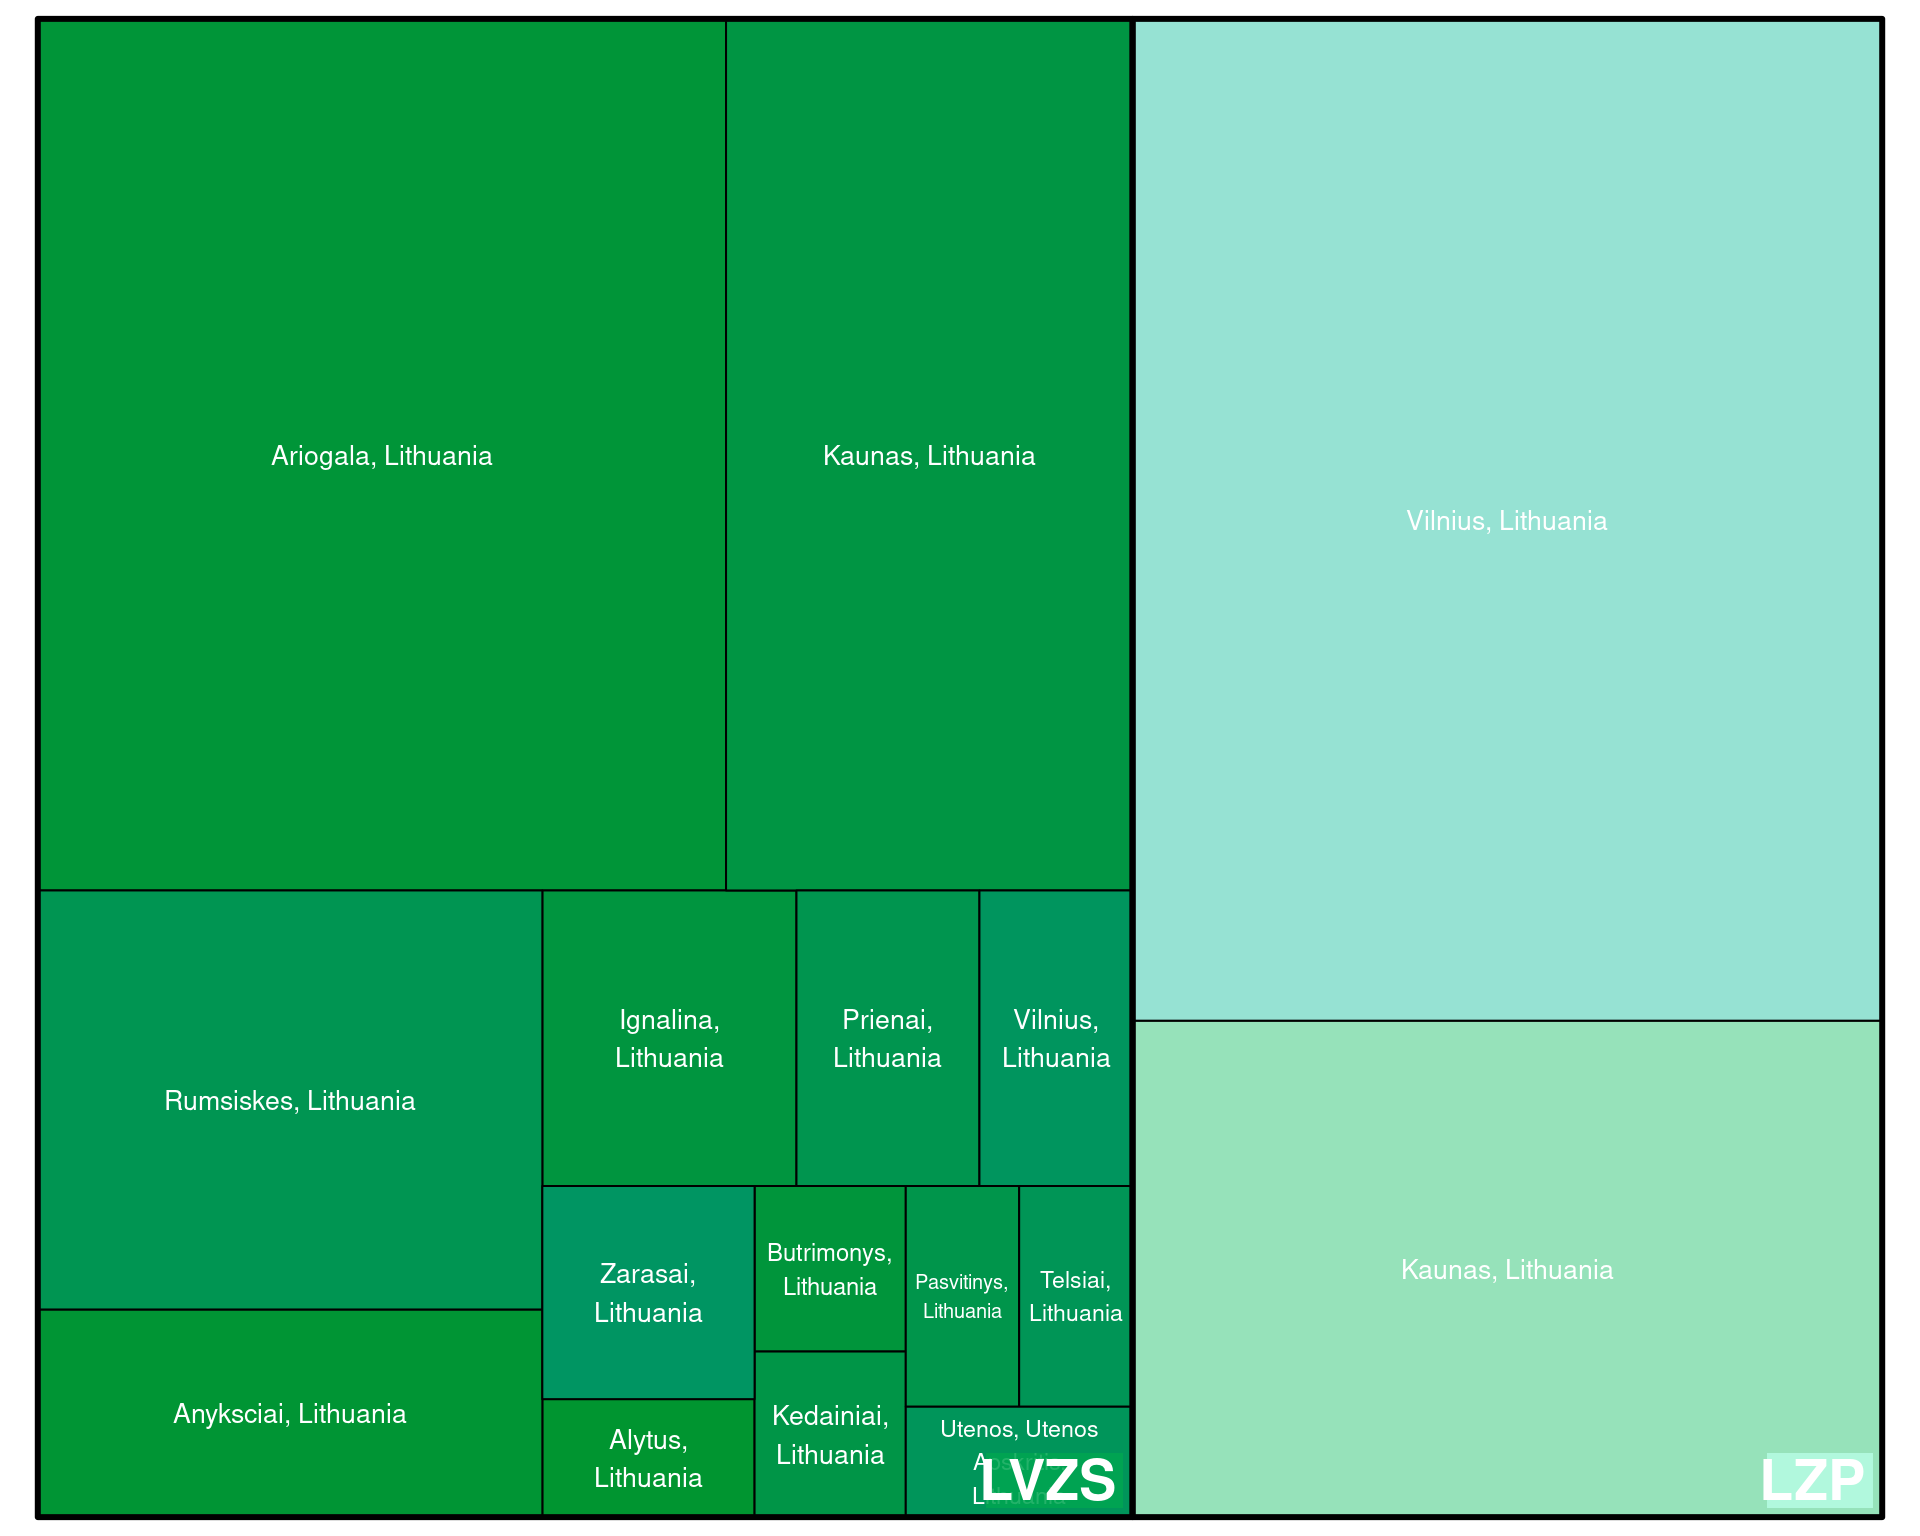 Ariogala, Lithuania
Kaunas, Lithuania
Vilnius, Lithuania
Rumsiskes, Lithuania
Ignalina,
Lithuania
Prienai,
Lithuania
Vilnius,
Lithuania
Zarasai,
Lithuania
Butrimonys,
Lithuania
Pasvitinys,
Lithuania
Telsiai,
Lithuania
Kaunas, Lithuania
Anyksciai, Lithuania
Alytus,
Lithuania
Kedainiai,
Lithuania
Utenos, Utenos
Lithuania
LVZS
LZP